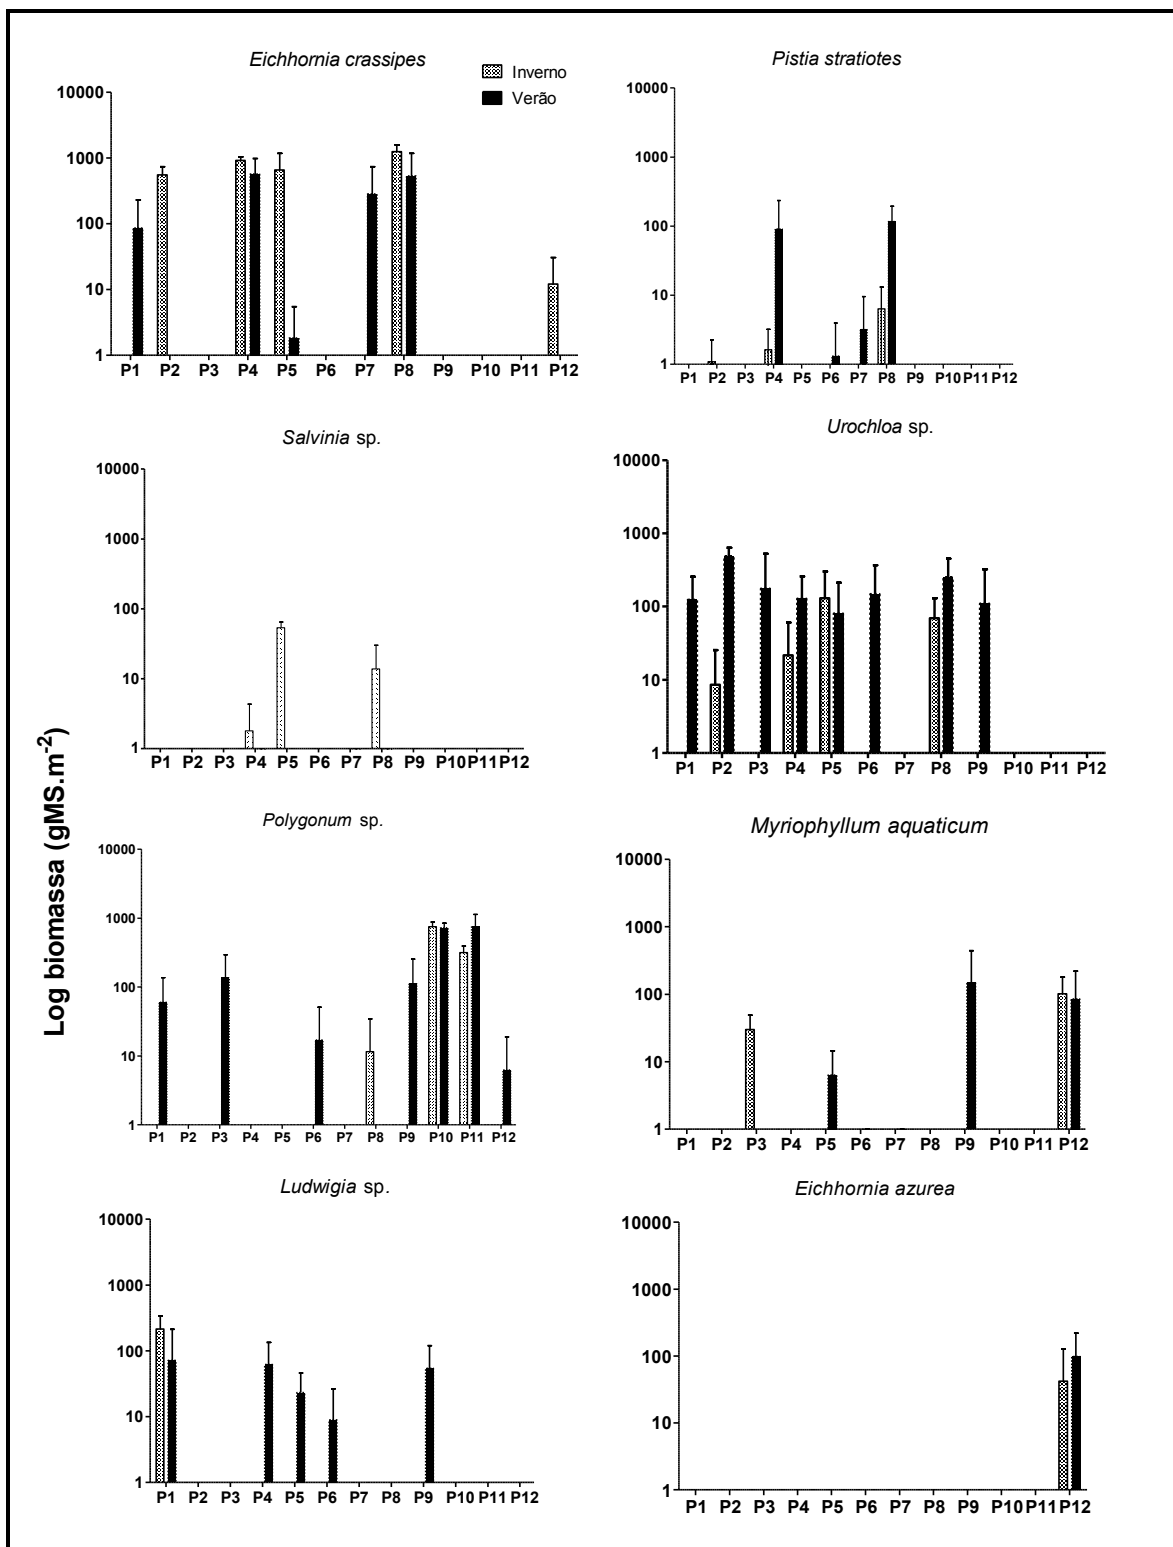 Eichhornia crassipes
Inverno
Verão
10000
1000
100
10
1
P1 P2 P3 P4 P5 P6 P7 P8 P9 P10 P11 P12
Pistia stratiotes
10000
1000
100
10
1
P1 P2 P3 P4 P5 P6 P7 P8 P9 P10 P11 P12
Salvinia sp.
10000
1000
100
10
1
P1 P2 P3 P4 P5 P6 P7 P8 P9 P10 P11 P12
Urochloa sp.
10000
1000
100
10
1
P1 P2 P3 P4 P5 P6 P7 P8 P9 P10 P11 P12
Log biomassa (gMS.m⁻²)
Polygonum sp.
10000
1000
100
10
1
P1 P2 P3 P4 P5 P6 P7 P8 P9 P10 P11 P12
Myriophyllum aquaticum
10000
1000
100
10
1
P1 P2 P3 P4 P5 P6 P7 P8 P9 P10 P11 P12
Ludwigia sp.
10000
1000
100
10
1
P1 P2 P3 P4 P5 P6 P7 P8 P9 P10 P11 P12
Eichhornia azurea
10000
1000
100
10
1
P1 P2 P3 P4 P5 P6 P7 P8 P9 P10 P11 P12